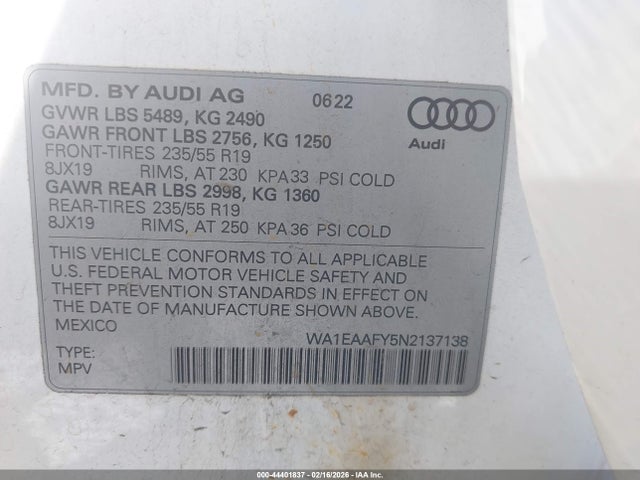 MFD. BY AUDI AG 0622
GVWR LBS 5489, KG 2490
GAWR FRONT LBS 2756, KG 1250
FRONT-TIRES 235/55 R19
8JX19 RIMS, AT 230 KPA33 PSI COLD
GAWR REAR LBS 2998, KG 1360
REAR-TIRES 235/55 R19
8JX19 RIMS, AT 250 KPA36 PSI COLD
Audi
THIS VEHICLE CONFORMS TO ALL APPLICABLE
U.S. FEDERAL MOTOR VEHICLE SAFETY AND
THEFT PREVENTION STANDARDS IN EFFECT ON
THE DATE OF MANUFACTURE SHOWN ABOVE.
MEXICO
WA1EAAFY5N2137138
TYPE:
MPV
000-44401837 - 02/16/2026 - IAA Inc.